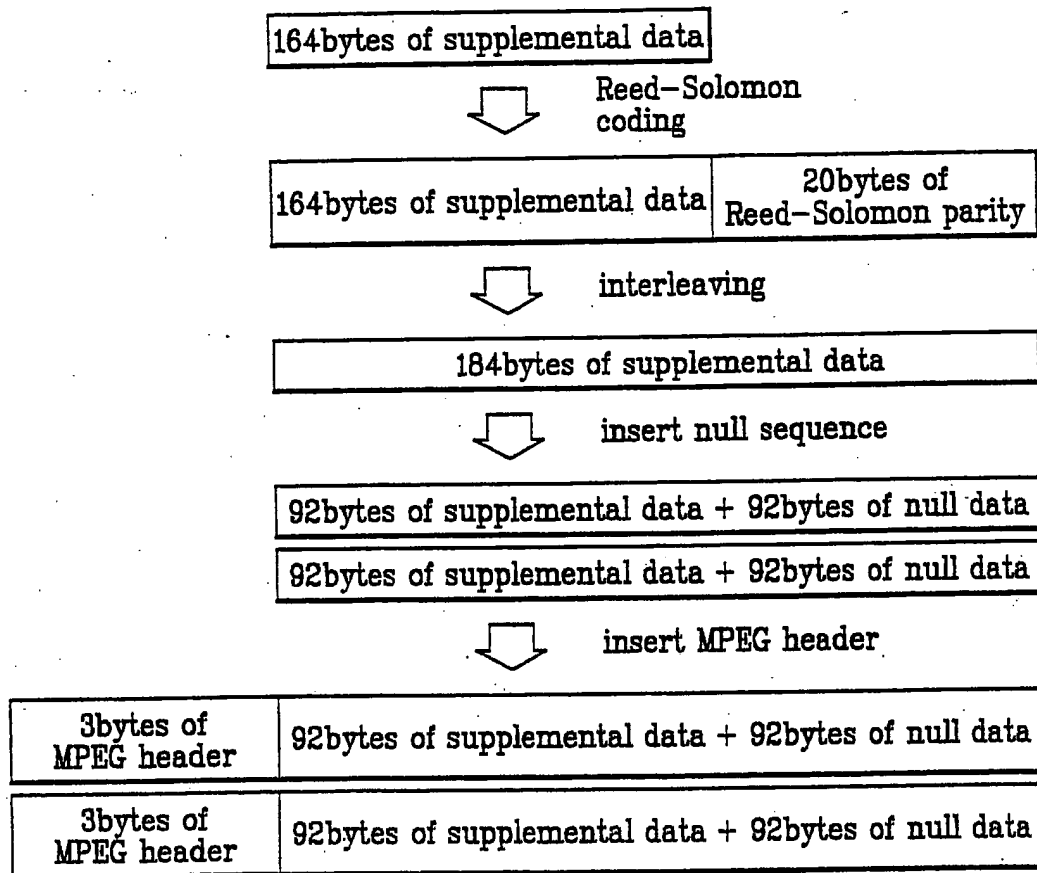 164bytes of supplemental data
Reed-Solomon
coding
164bytes of supplemental data
20bytes of
Reed-Solomon parity
interleaving
184bytes of supplemental data
insert null sequence
92bytes of supplemental data + 92bytes of null data
92bytes of supplemental data + 92bytes of null data
insert MPEG header
3bytes of
MPEG header
92bytes of supplemental data + 92bytes of null data
3bytes of
MPEG header
92bytes of supplemental data + 92bytes of null data